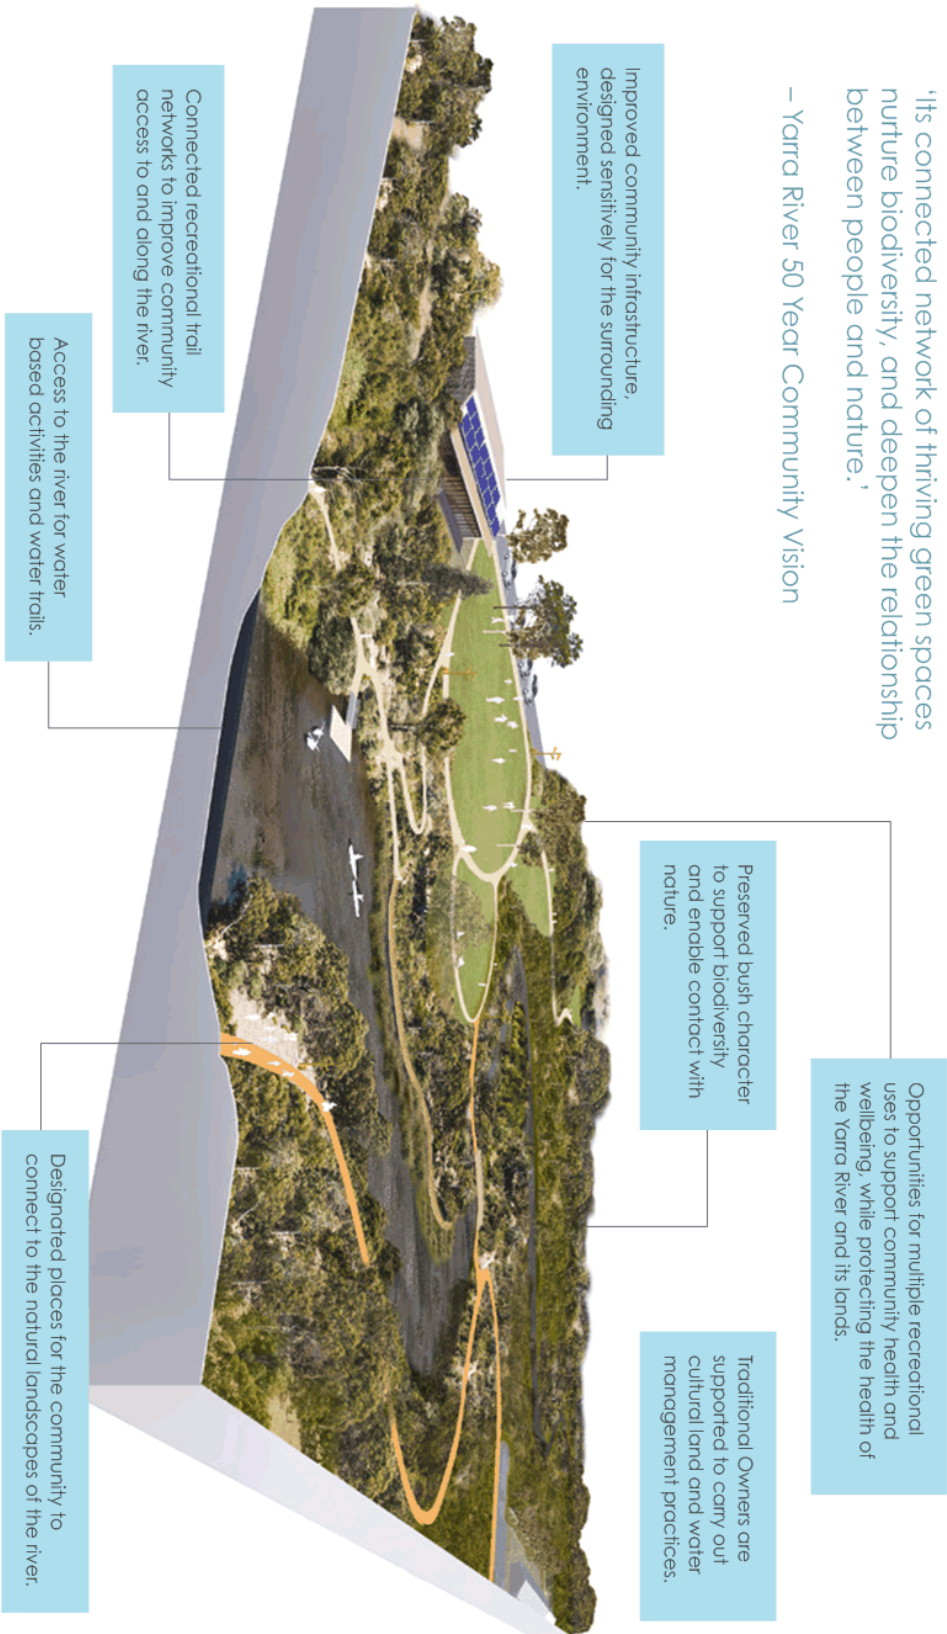 ‘Its connected network of thriving green spaces
nurture biodiversity, and deepen the relationship
between people and nature.’
– Yarra River 50 Year Community Vision
Improved community infrastructure,
designed sensitively for the surrounding
environment.
Opportunities for multiple recreational
uses to support community health and
wellbeing, while protecting the health of
the Yarra River and its lands.
Preserved bush character
to support biodiversity
and enable contact with
nature.
Traditional Owners are
supported to carry out
cultural land and water
management practices.
Connected recreational trail
networks to improve community
access to and along the river.
Access to the river for water
based activities and water trails.
Designated places for the community to
connect to the natural landscapes of the river.